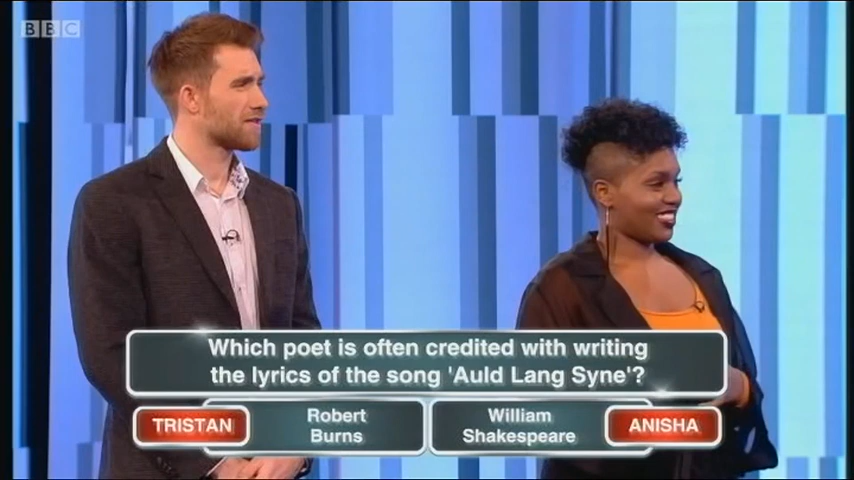 BBC
Which poet is often credited with writing
the lyrics of the song 'Auld Lang Syne'?
TRISTAN
Robert
Burns
William
Shakespeare
ANISHA